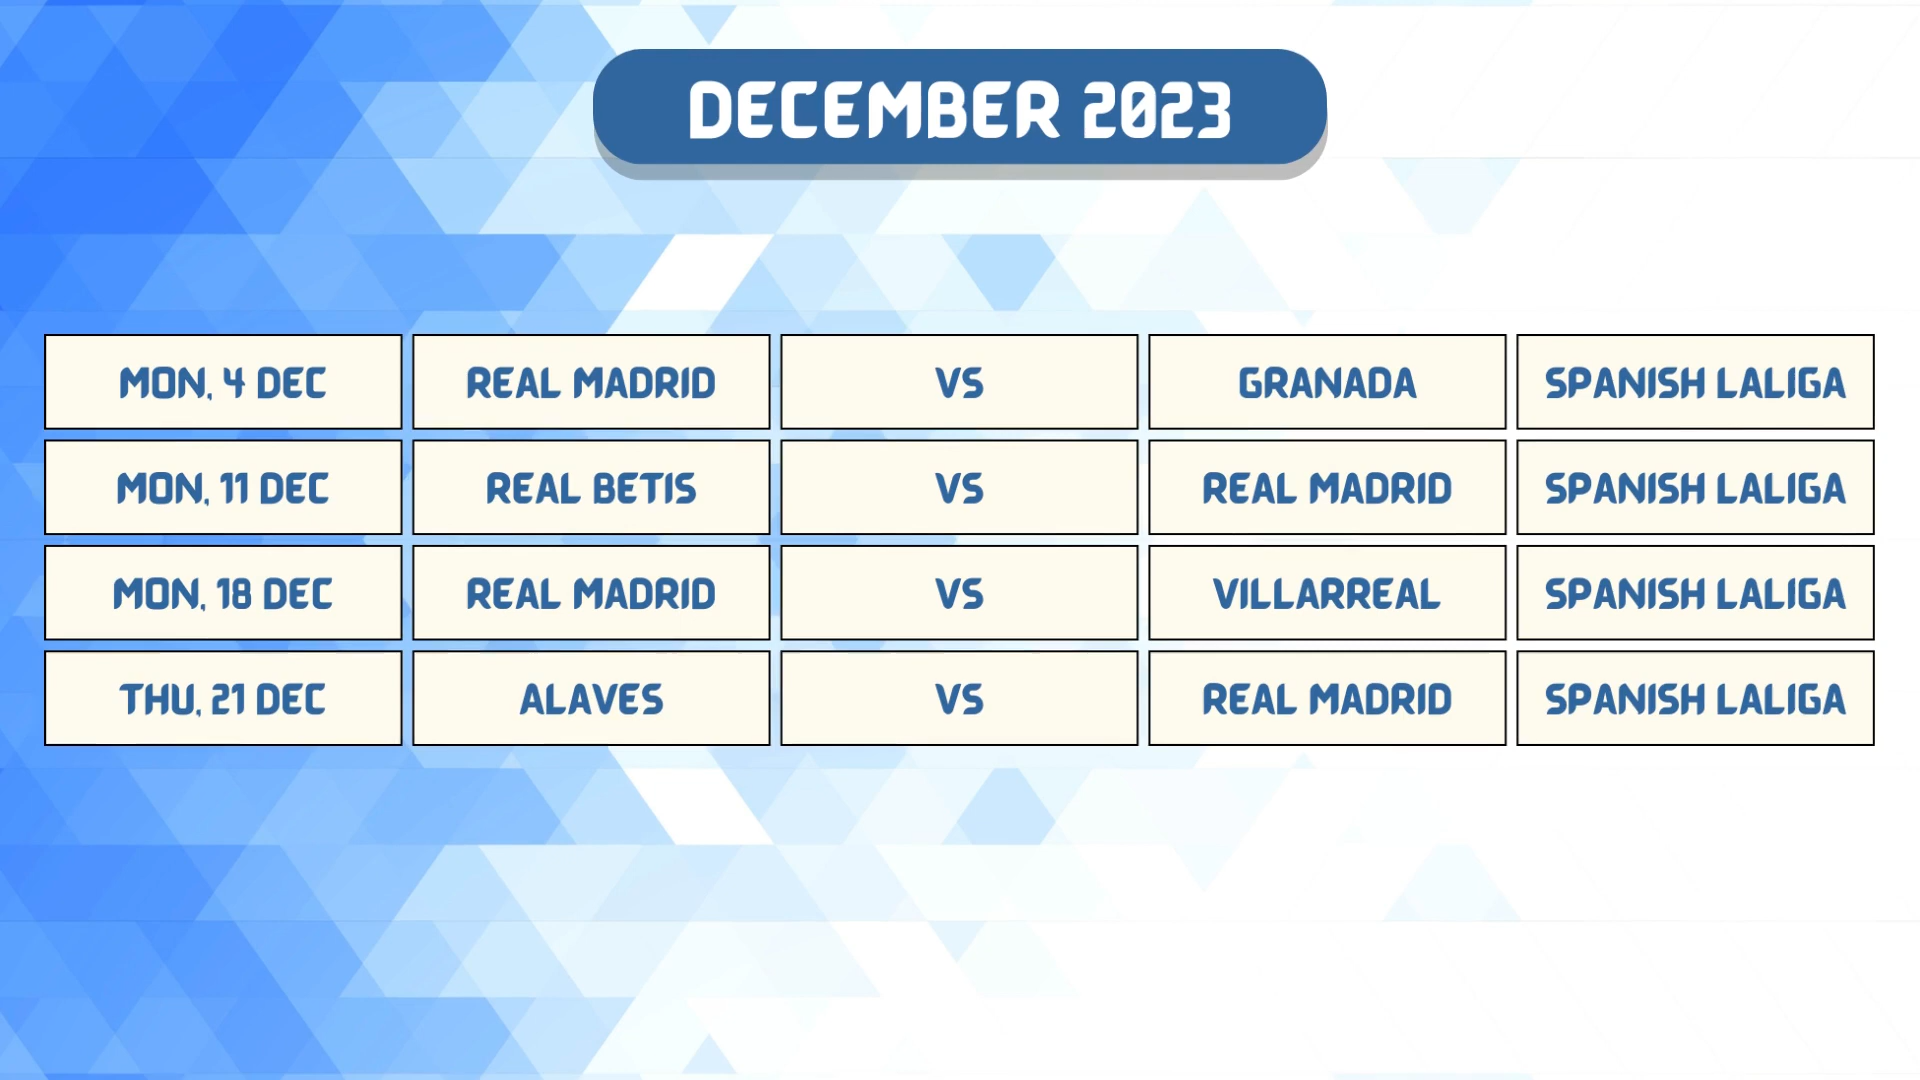 DECEMBER 2023
MON, 4 DEC REAL MADRID VS GRANADA SPANISH LALIGA
MON, 11 DEC REAL BETIS VS REAL MADRID SPANISH LALIGA
MON, 18 DEC REAL MADRID VS VILLARREAL SPANISH LALIGA
THU, 21 DEC ALAVES VS REAL MADRID SPANISH LALIGA